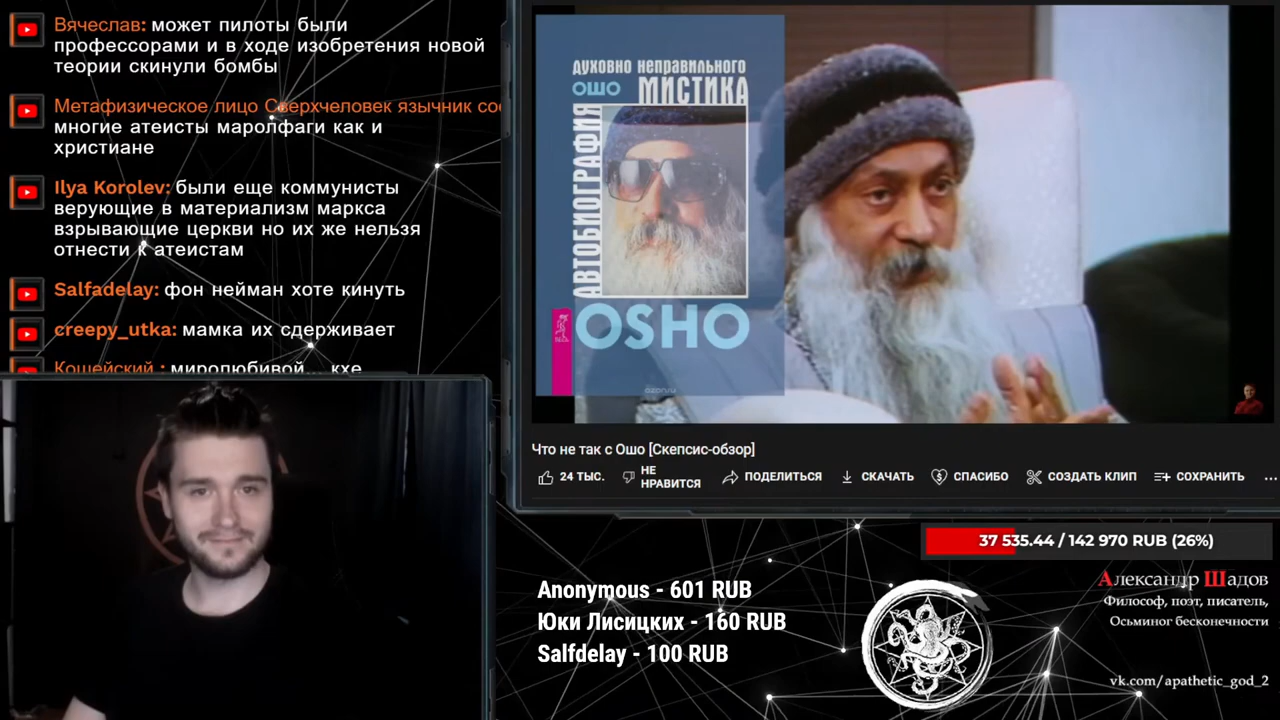 Вячеслав: может пилоты были
профессорами и в ходе изобретения новой
теории скинули бомбы
Метафизическое лицо Сверхчеловек язычник сос
многие атеисты маролфаги как и
христиане
Ilya Korolev: были еще коммунисты
верующие в материализм маркса
взрывающие церкви но их же нельзя
отнести к атеистам
Salfadelay: фон нейман хоте кинуть
creepy_utka: мамка их сдерживает
Кощейский : миролюбивой... кхе
духовно неправильного
ОШО МИСТИКА
АВТОБИОГРАФИЯ
OSHO
Что не так с Ошо [Скепсис-обзор]
24 ТЫС.
НЕ
НРАВИТСЯ
ПОДЕЛИТЬСЯ
СКАЧАТЬ
СПАСИБО
СОЗДАТЬ КЛИП
СОХРАНИТЬ
...
37 535.44 / 142 970 RUB (26%)
Anonymous - 601 RUB
Юки Лисицких - 160 RUB
Salfdelay - 100 RUB
Александр Шадов
Философ, поэт, писатель,
Осьминог бесконечности
vk.com/apathetic_god_2